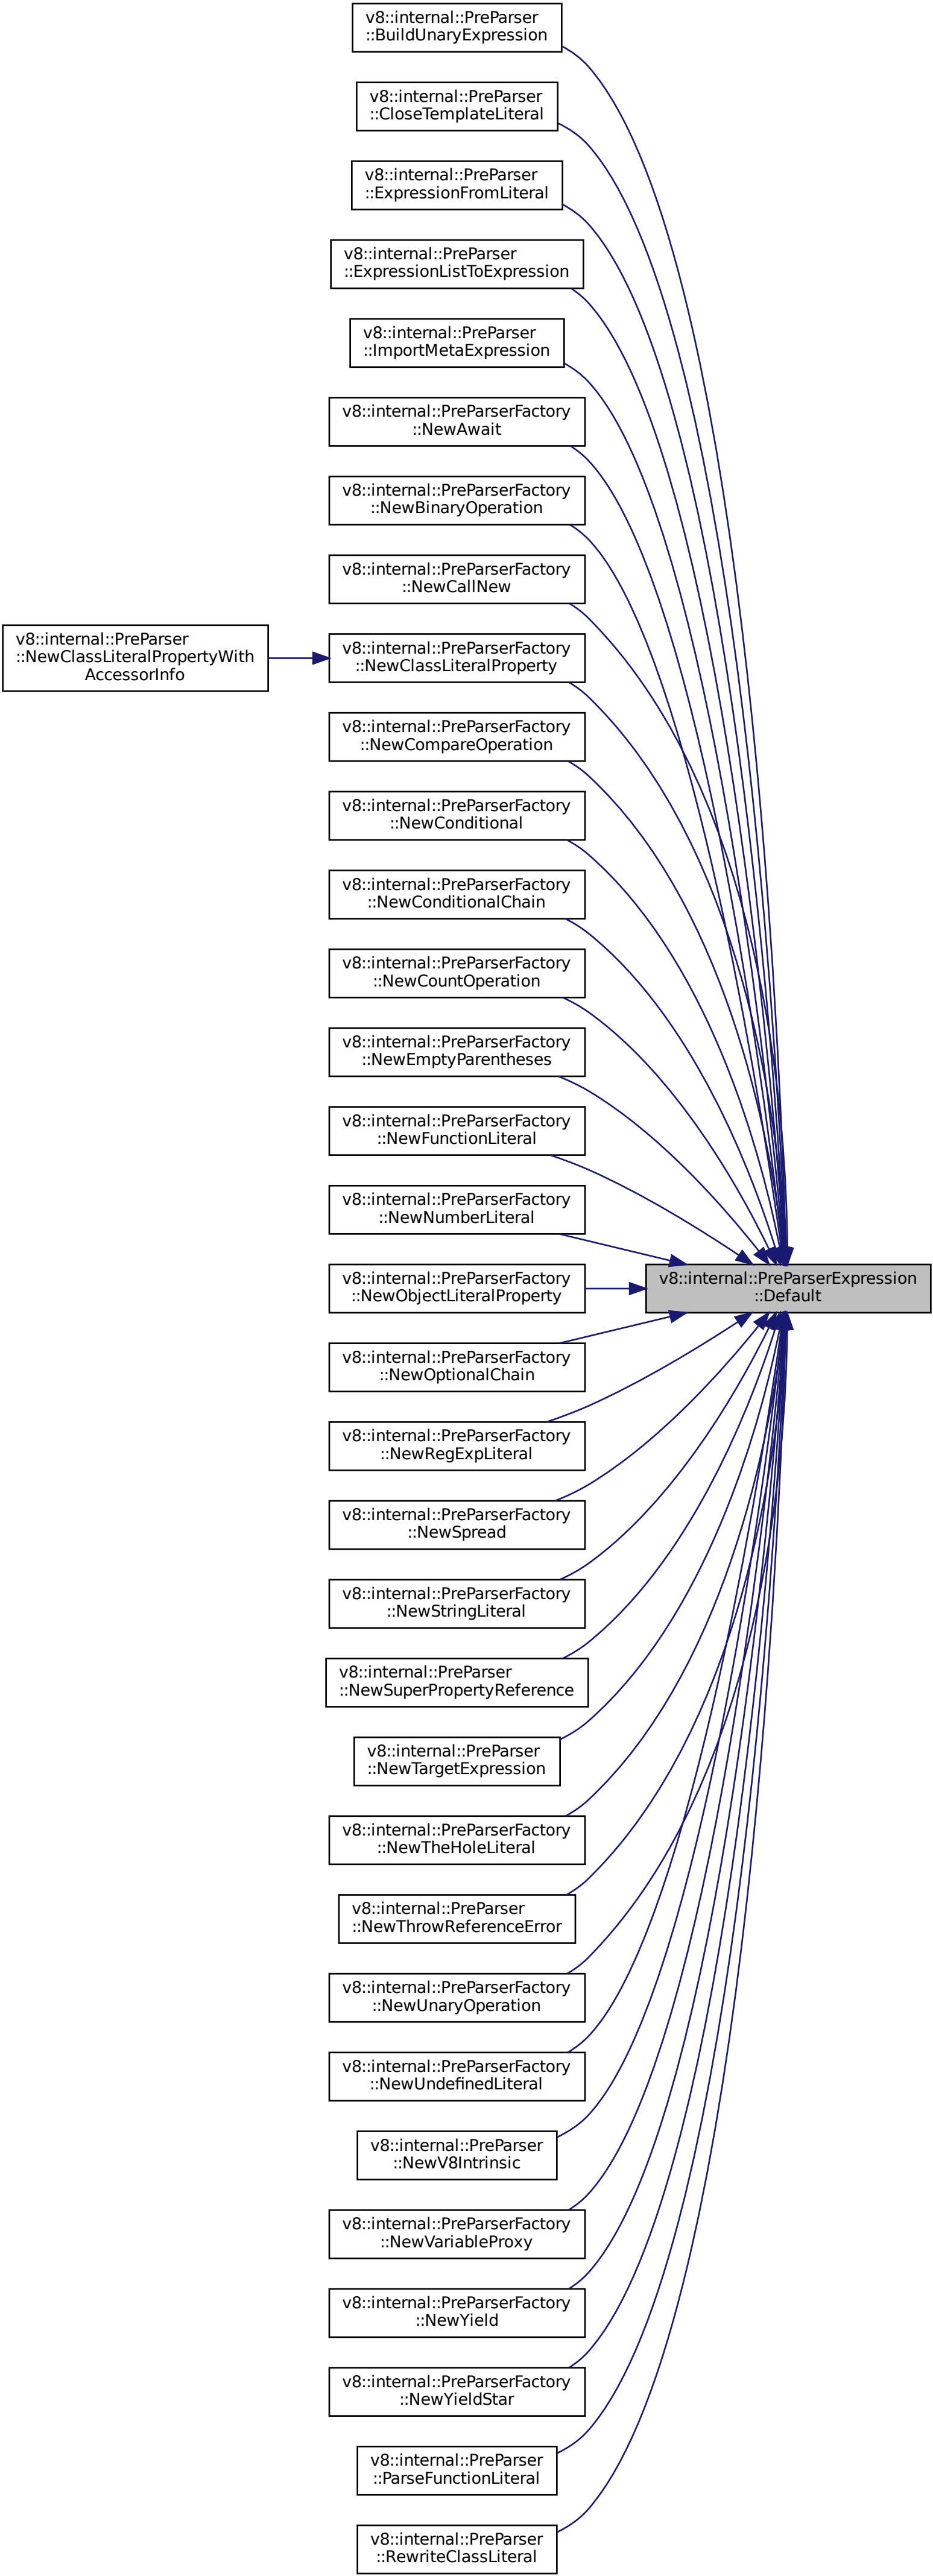 v8::internal::PreParser
::BuildUnaryExpression
v8::internal::PreParser
::CloseTemplateLiteral
v8::internal::PreParser
::ExpressionFromLiteral
v8::internal::PreParser
::ExpressionListToExpression
v8::internal::PreParser
::ImportMetaExpression
v8::internal::PreParserFactory
::NewAwait
v8::internal::PreParserFactory
::NewBinaryOperation
v8::internal::PreParserFactory
::NewCallNew
v8::internal::PreParser
::NewClassLiteralPropertyWith
AccessorInfo
v8::internal::PreParserFactory
::NewClassLiteralProperty
v8::internal::PreParserFactory
::NewCompareOperation
v8::internal::PreParserFactory
::NewConditional
v8::internal::PreParserFactory
::NewConditionalChain
v8::internal::PreParserFactory
::NewCountOperation
v8::internal::PreParserFactory
::NewEmptyParentheses
v8::internal::PreParserFactory
::NewFunctionLiteral
v8::internal::PreParserFactory
::NewNumberLiteral
v8::internal::PreParserFactory
::NewObjectLiteralProperty
v8::internal::PreParserExpression
::Default
v8::internal::PreParserFactory
::NewOptionalChain
v8::internal::PreParserFactory
::NewRegExpLiteral
v8::internal::PreParserFactory
::NewSpread
v8::internal::PreParserFactory
::NewStringLiteral
v8::internal::PreParser
::NewSuperPropertyReference
v8::internal::PreParser
::NewTargetExpression
v8::internal::PreParserFactory
::NewTheHoleLiteral
v8::internal::PreParser
::NewThrowReferenceError
v8::internal::PreParserFactory
::NewUnaryOperation
v8::internal::PreParserFactory
::NewUndefinedLiteral
v8::internal::PreParser
::NewV8Intrinsic
v8::internal::PreParserFactory
::NewVariableProxy
v8::internal::PreParserFactory
::NewYield
v8::internal::PreParserFactory
::NewYieldStar
v8::internal::PreParser
::ParseFunctionLiteral
v8::internal::PreParser
::RewriteClassLiteral